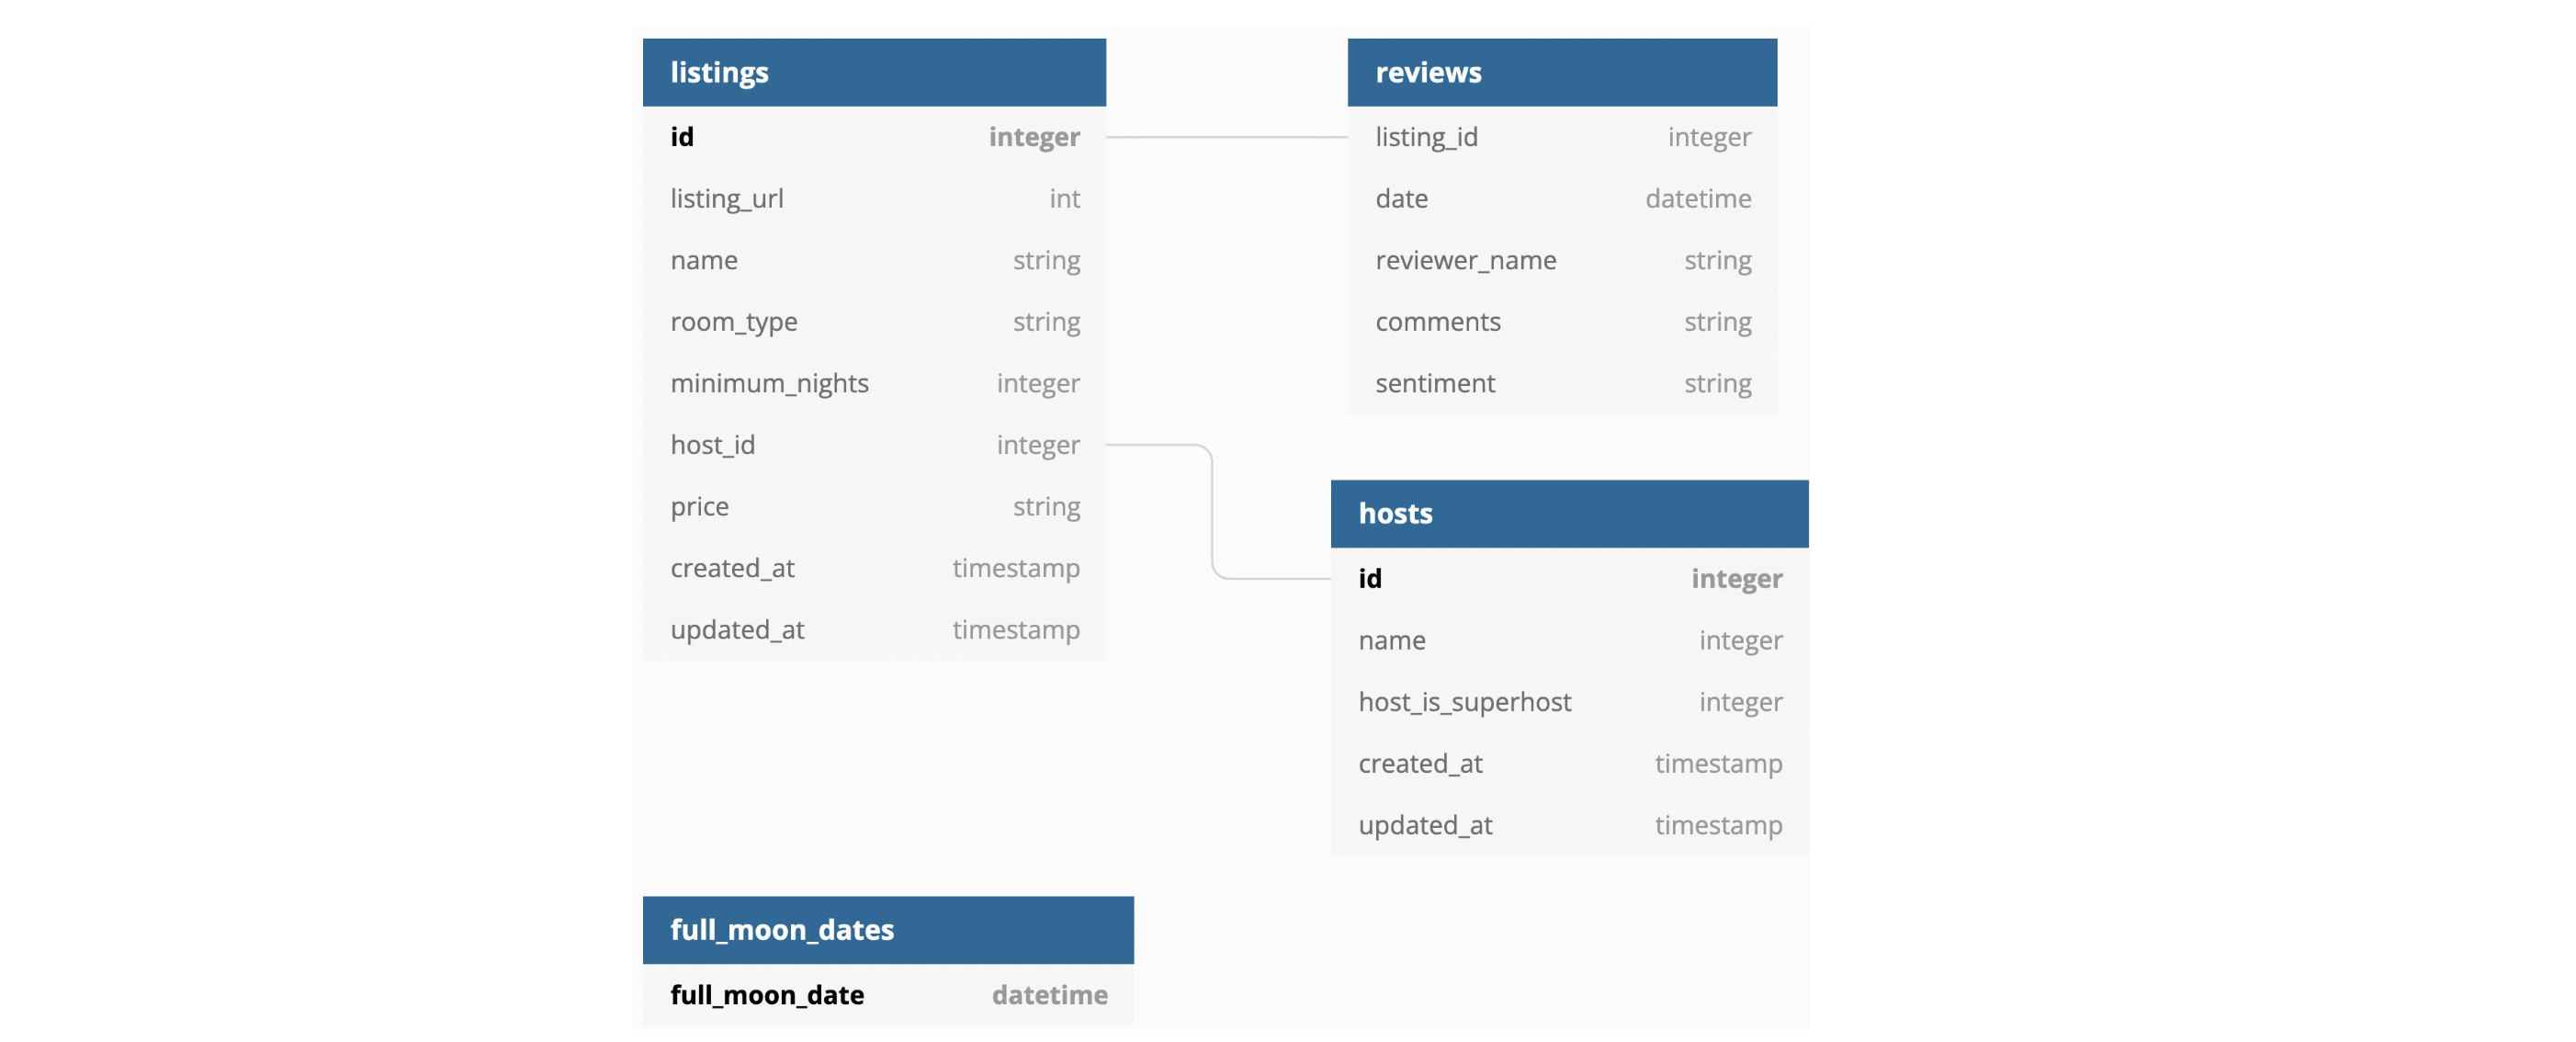 listings
id integer
listing_url int
name string
room_type string
minimum_nights integer
host_id integer
price string
created_at timestamp
updated_at timestamp
reviews
listing_id integer
date datetime
reviewer_name string
comments string
sentiment string
hosts
id integer
name integer
host_is_superhost integer
created_at timestamp
updated_at timestamp
full_moon_dates
full_moon_date datetime